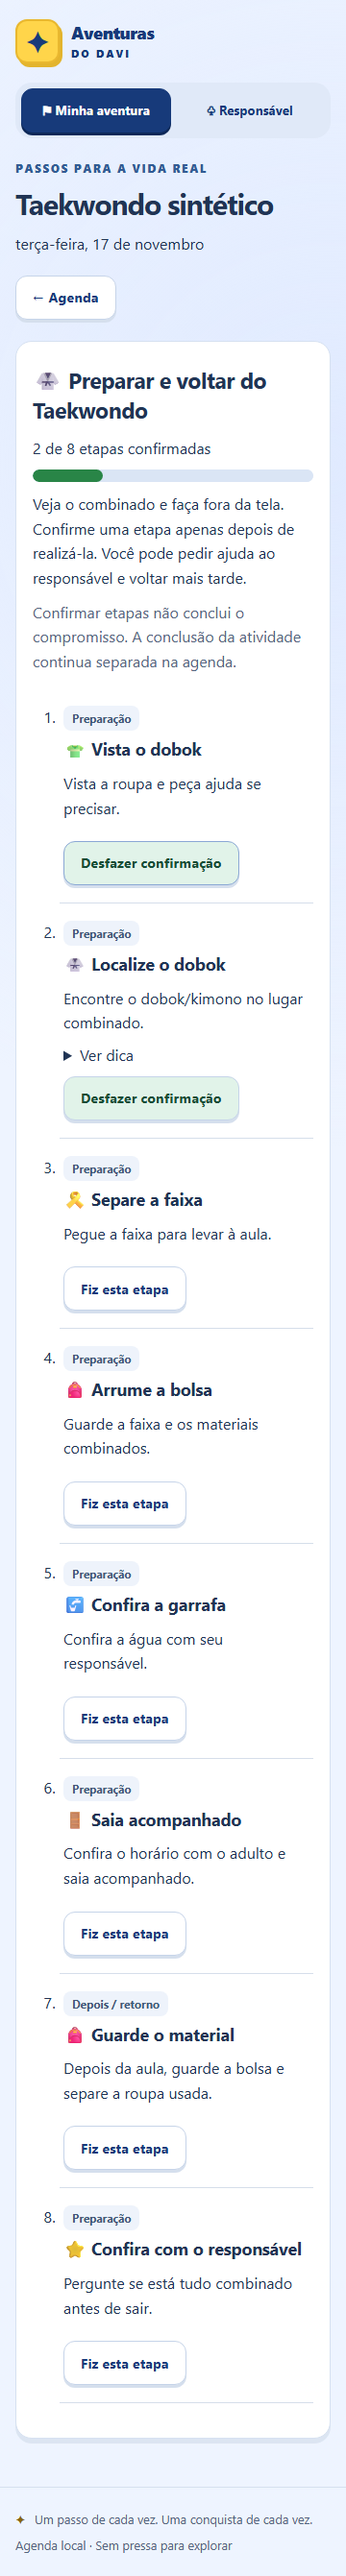 Aventuras
DO DAVI
Minha aventura
Responsável
PASSOS PARA A VIDA REAL
Taekwondo sintético
terça-feira, 17 de novembro
← Agenda
Preparar e voltar do
Taekwondo
2 de 8 etapas confirmadas
Veja o combinado e faça fora da tela.
Confirme uma etapa apenas depois de
realizá-la. Você pode pedir ajuda ao
responsável e voltar mais tarde.
Confirmar etapas não conclui o
compromisso. A conclusão da atividade
continua separada na agenda.
1. Preparação
Vista o dobok
Vista a roupa e peça ajuda se
precisar.
Desfazer confirmação
2. Preparação
Localize o dobok
Encontre o dobok/kimono no lugar
combinado.
Ver dica
Desfazer confirmação
3. Preparação
Separe a faixa
Pegue a faixa para levar à aula.
Fiz esta etapa
4. Preparação
Arrume a bolsa
Guarde a faixa e os materiais
combinados.
Fiz esta etapa
5. Preparação
Confira a garrafa
Confira a água com seu
responsável.
Fiz esta etapa
6. Preparação
Saia acompanhado
Confira o horário com o adulto e
saia acompanhado.
Fiz esta etapa
7. Depois / retorno
Guarde o material
Depois da aula, guarde a bolsa e
separe a roupa usada.
Fiz esta etapa
8. Preparação
Confira com o responsável
Pergunte se está tudo combinado
antes de sair.
Fiz esta etapa
Um passo de cada vez. Uma conquista de cada vez.
Agenda local · Sem pressa para explorar